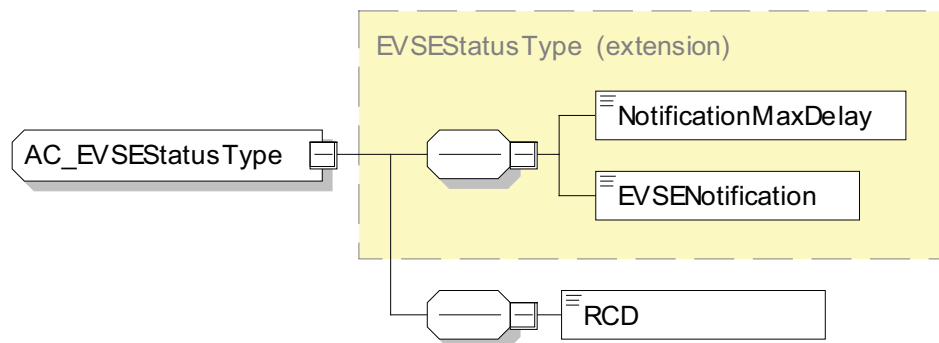 EVSEStatusType (extension)
NotificationMaxDelay
AC_EVSEStatusType
EVSENotification
RCD